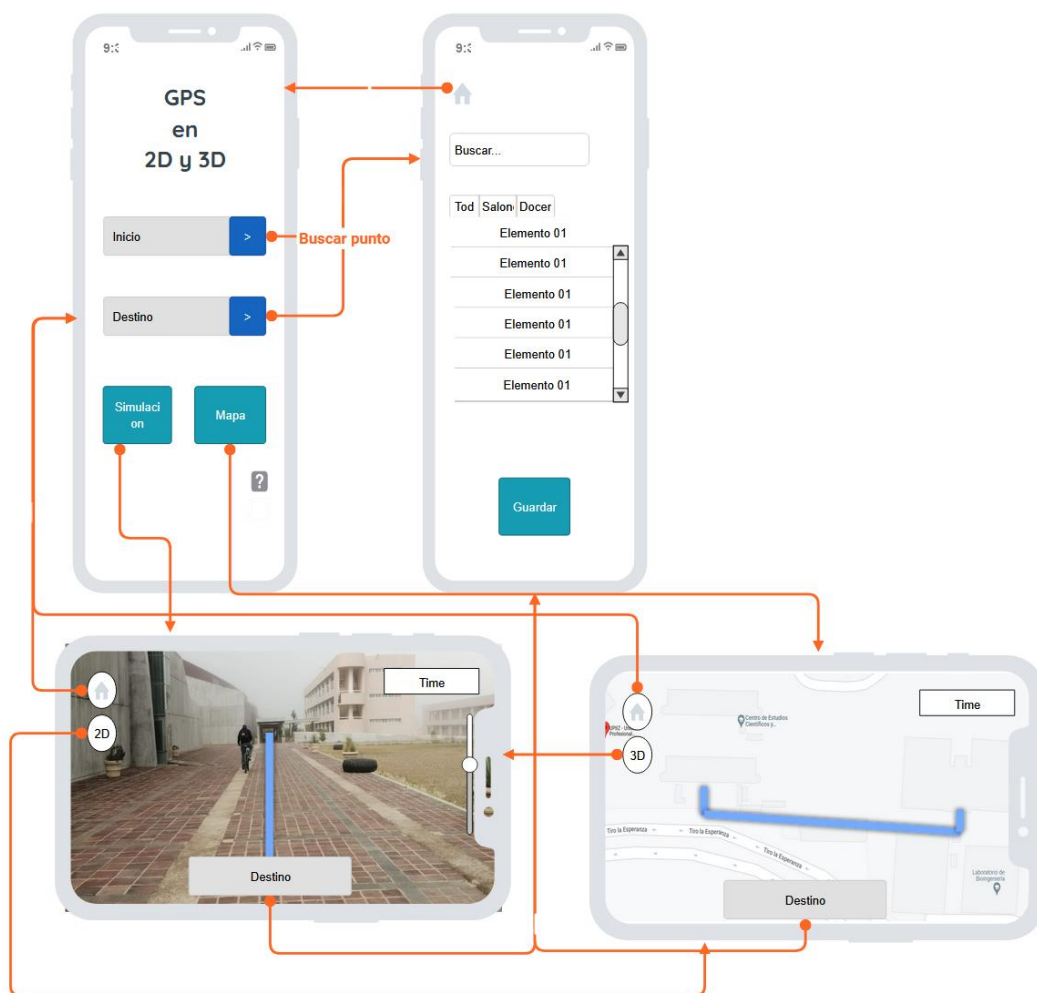 9:
GPS
en
2D y 3D
Inicio
>
Buscar punto
Destino
>
Simulaci
on
Mapa
?
9:
Buscar...
Tod
Salon
Docer
Elemento 01
Elemento 01
Elemento 01
Elemento 01
Elemento 01
Elemento 01
Guardar
2D
Time
Destino
3D
Time
Centro de Estudios
Científicos y...
Profesional...
Tiro la Esperanza
Tiro la Esperanza
Tiro la Esperanza
Laboratorio de
Bioingeniería
Destino